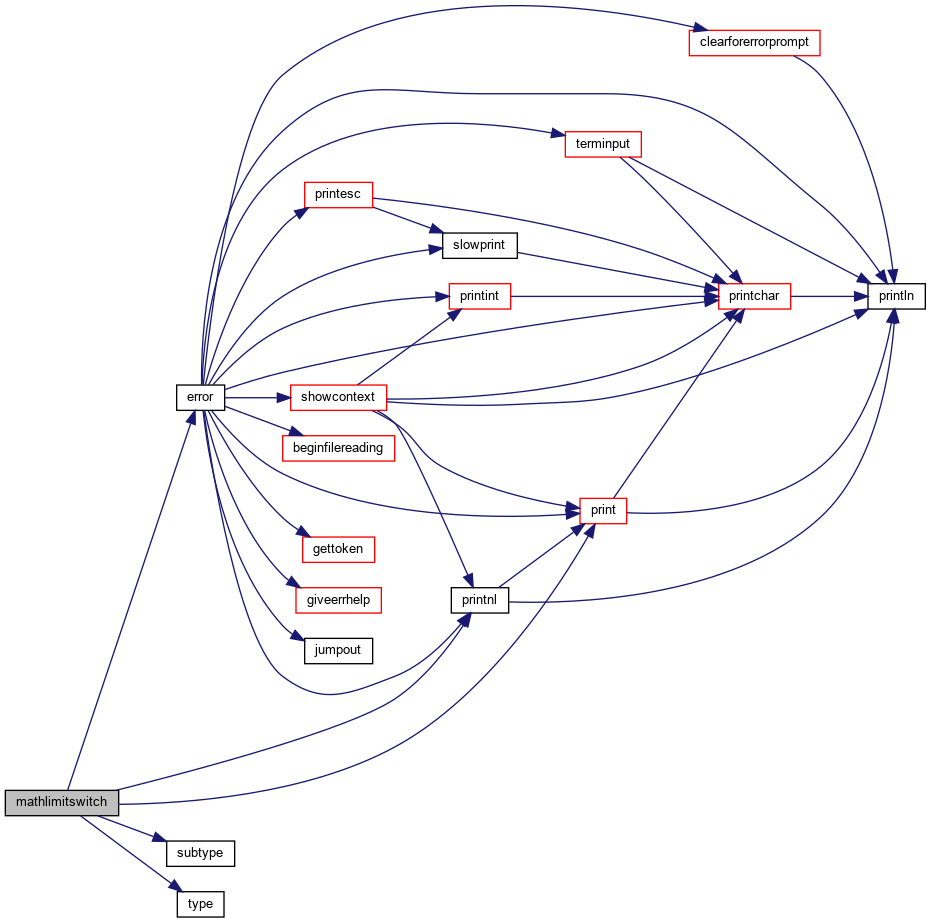 clearforerrorprompt
terminput
printesc
slowprint
printint
printchar
println
error
showcontext
beginfilereading
print
gettoken
giveerrhelp
printnl
jumpout
mathlimitswitch
subtype
type